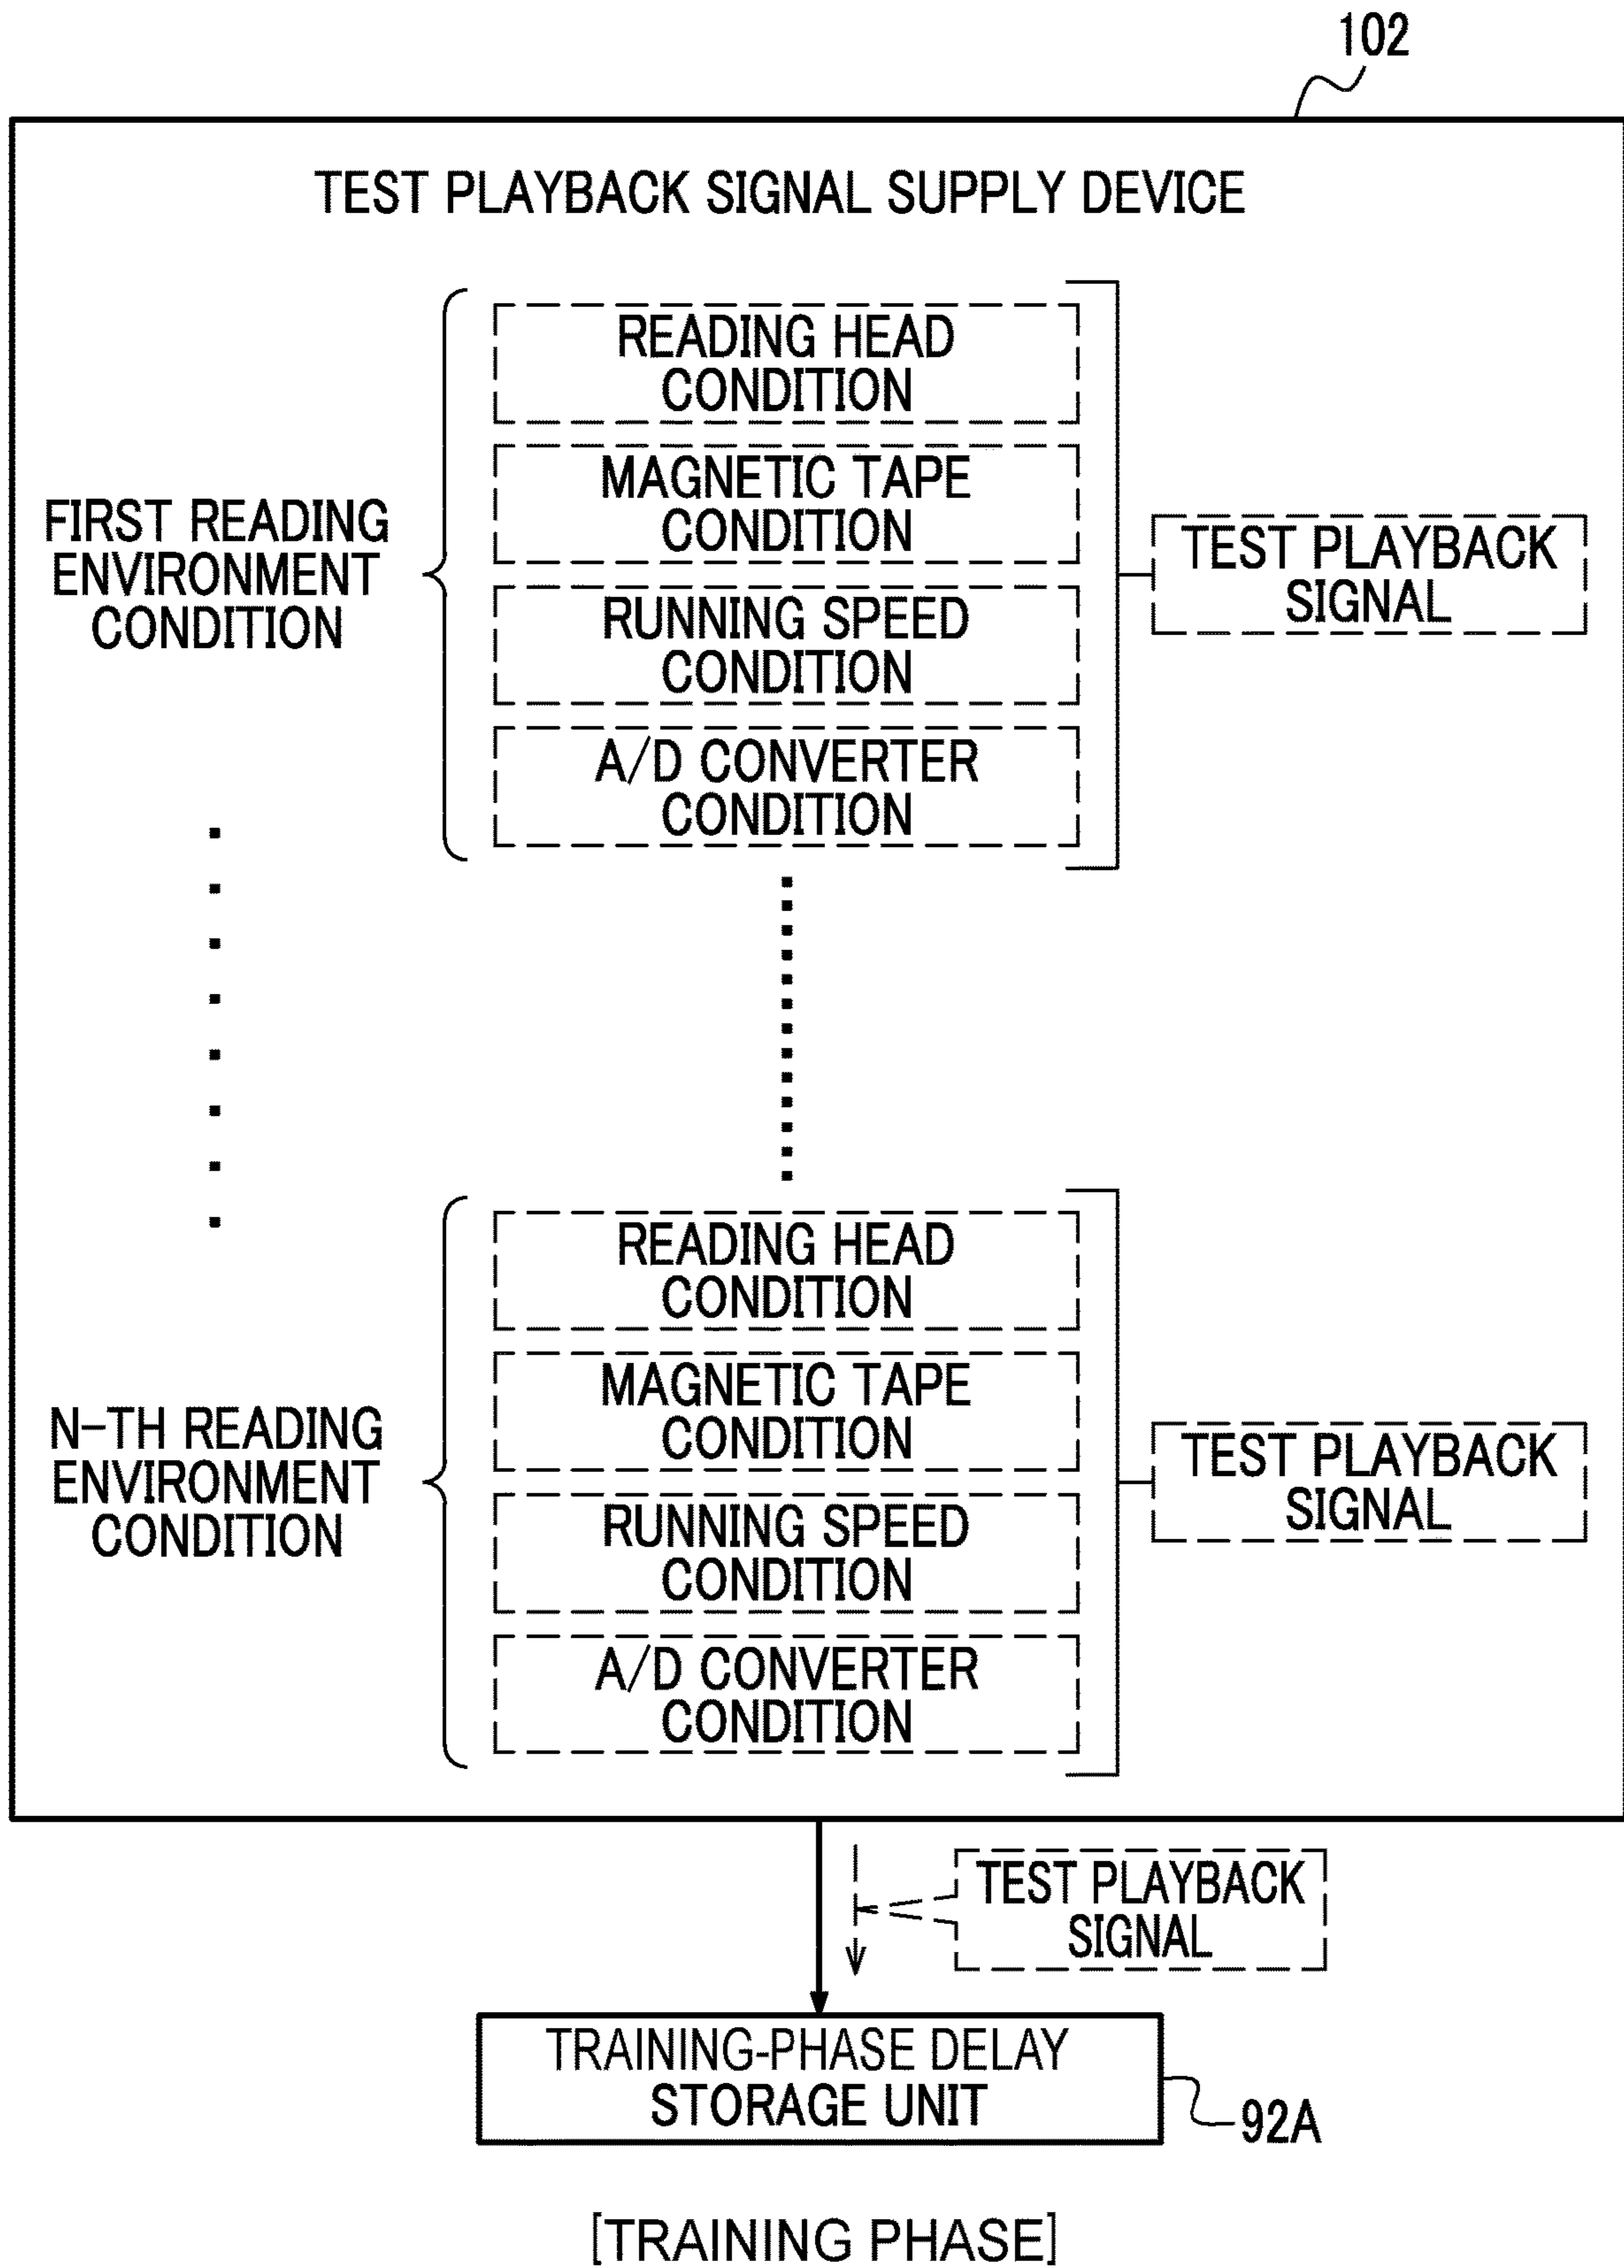 102
TEST PLAYBACK SIGNAL SUPPLY DEVICE
FIRST READING
ENVIRONMENT
CONDITION
READING HEAD
CONDITION
MAGNETIC TAPE
CONDITION
RUNNING SPEED
CONDITION
A/D CONVERTER
CONDITION
TEST PLAYBACK
SIGNAL
N-TH READING
ENVIRONMENT
CONDITION
READING HEAD
CONDITION
MAGNETIC TAPE
CONDITION
RUNNING SPEED
CONDITION
A/D CONVERTER
CONDITION
TEST PLAYBACK
SIGNAL
TEST PLAYBACK
SIGNAL
TRAINING-PHASE DELAY
STORAGE UNIT
92A
[TRAINING PHASE]